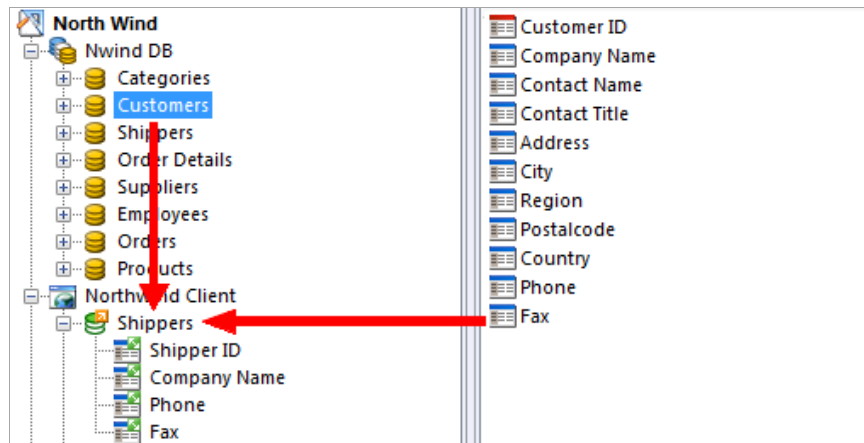 North Wind
Nwind DB
Categories
Customers
Shippers
Order Details
Suppliers
Employees
Orders
Products
Northwind Client
Shippers
Shipper ID
Company Name
Phone
Fax
Customer ID
Company Name
Contact Name
Contact Title
Address
City
Region
Postalcode
Country
Phone
Fax